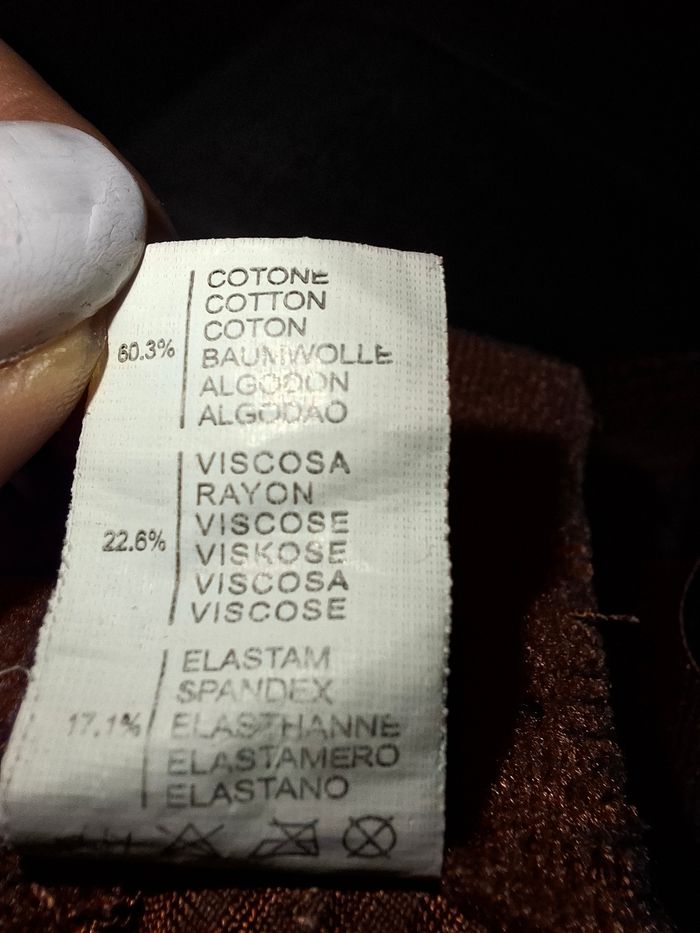 60.3%
COTONE
COTTON
COTON
BAUMWOLLE
ALGODON
ALGODAO
22.6%
VISCOSA
RAYON
VISCOSE
VISKOSE
VISCOSA
VISCOSE
17.1%
ELASTAM
SPANDEX
ELASTHANNE
ELASTAMERO
ELASTANO